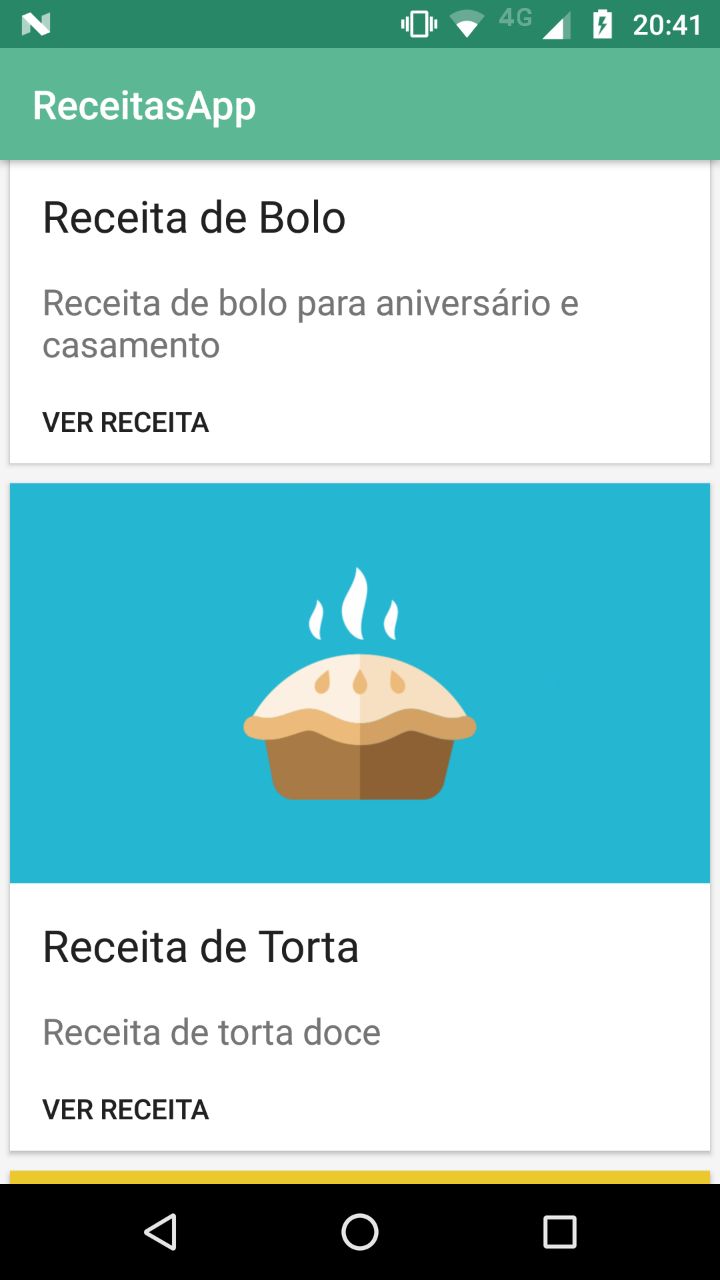 4G 20:41
ReceitasApp
Receita de Bolo
Receita de bolo para aniversário e
casamento
VER RECEITA
Receita de Torta
Receita de torta doce
VER RECEITA